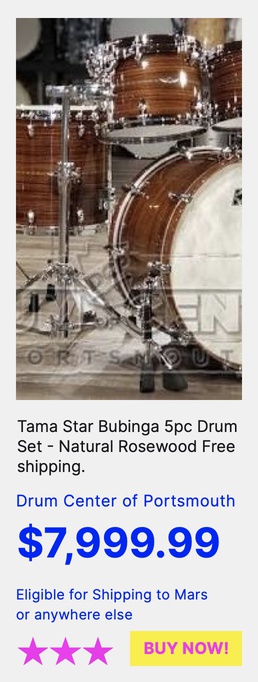 ORTSMOUT
Tama Star Bubinga 5pc Drum
Set - Natural Rosewood Free
shipping.
Drum Center of Portsmouth
$7,999.99
Eligible for Shipping to Mars
or anywhere else
BUY NOW!